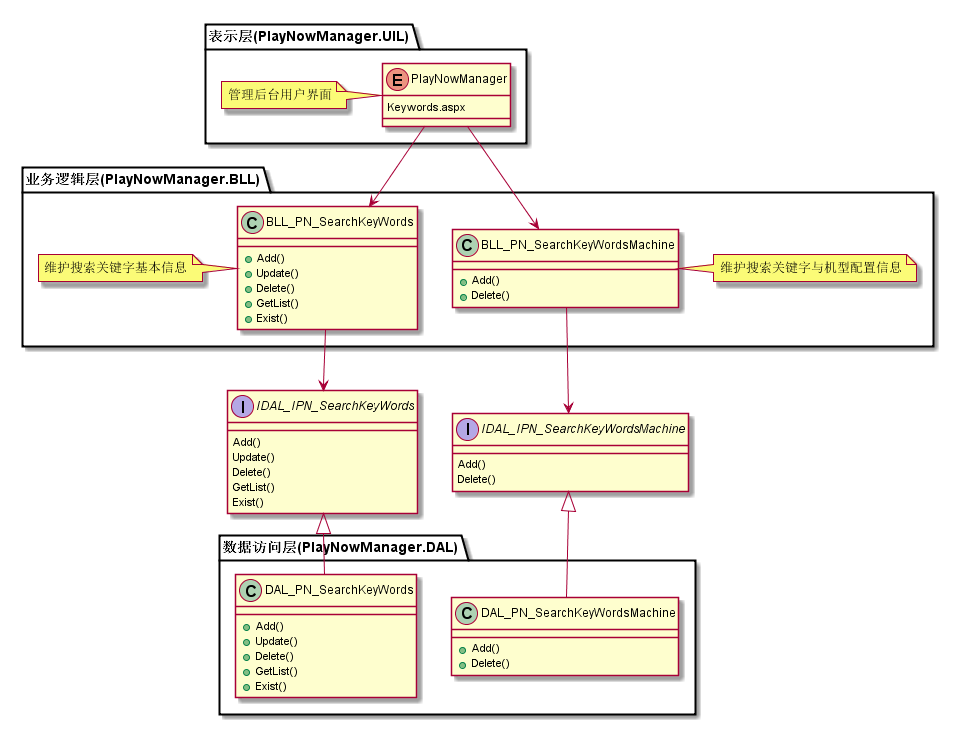 表示层(PlayNowManager.UIL)
E PlayNowManager
管理后台用户界面
Keywords.aspx
业务逻辑层(PlayNowManager.BLL)
C BLL_PN_SearchKeyWords
维护搜索关键字基本信息
Add()
Update()
Delete()
GetList()
Exist()
C BLL_PN_SearchKeyWordsMachine
维护搜索关键字与机型配置信息
Add()
Delete()
I IDAL_IPN_SearchKeyWords
Add()
Update()
Delete()
GetList()
Exist()
I IDAL_IPN_SearchKeyWordsMachine
Add()
Delete()
数据访问层(PlayNowManager.DAL)
C DAL_PN_SearchKeyWords
Add()
Update()
Delete()
GetList()
Exist()
C DAL_PN_SearchKeyWordsMachine
Add()
Delete()